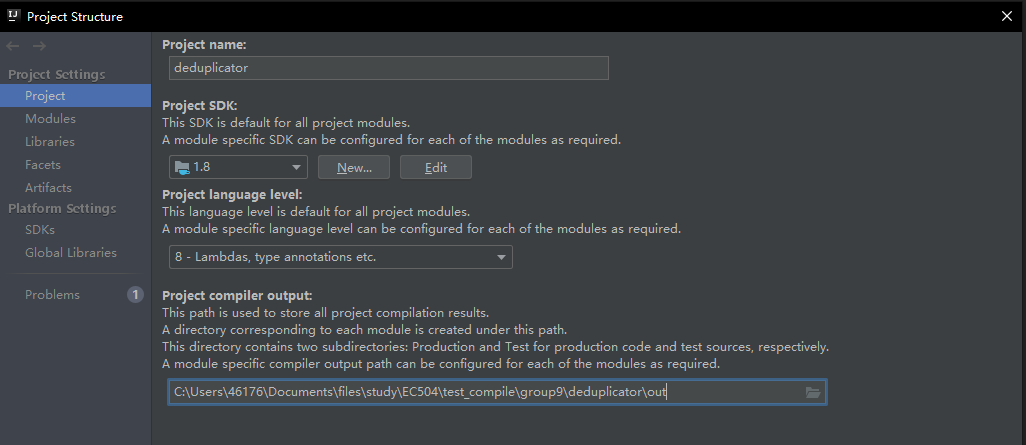 IJ Project Structure
Project Settings
Project
Modules
Libraries
Facets
Artifacts
Platform Settings
SDKs
Global Libraries
Problems 1
Project name:
deduplicator
Project SDK:
This SDK is default for all project modules.
A module specific SDK can be configured for each of the modules as required.
1.8 New... Edit
Project language level:
This language level is default for all project modules.
A module specific language level can be configured for each of the modules as required.
8 - Lambdas, type annotations etc.
Project compiler output:
This path is used to store all project compilation results.
A directory corresponding to each module is created under this path.
This directory contains two subdirectories: Production and Test for production code and test sources, respectively.
A module specific compiler output path can be configured for each of the modules as required.
C:\Users\46176\Documents\files\study\EC504\test_compile\group9\deduplicator\out